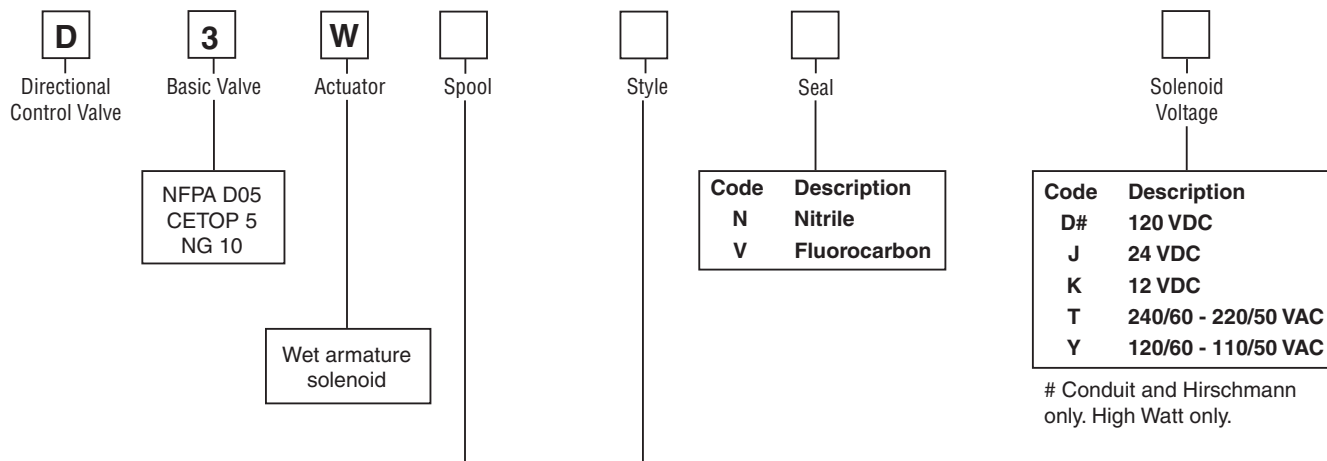 D 3 W
Directional
Control Valve
Basic Valve
Actuator
Spool
Style
Seal
Solenoid
Voltage
NFPA D05
CETOP 5
NG 10
Wet armature
solenoid
Code Description
N Nitrile
V Fluorocarbon
Code Description
D# 120 VDC
J 24 VDC
K 12 VDC
T 240/60 - 220/50 VAC
Y 120/60 - 110/50 VAC
# Conduit and Hirschmann
only. High Watt only.